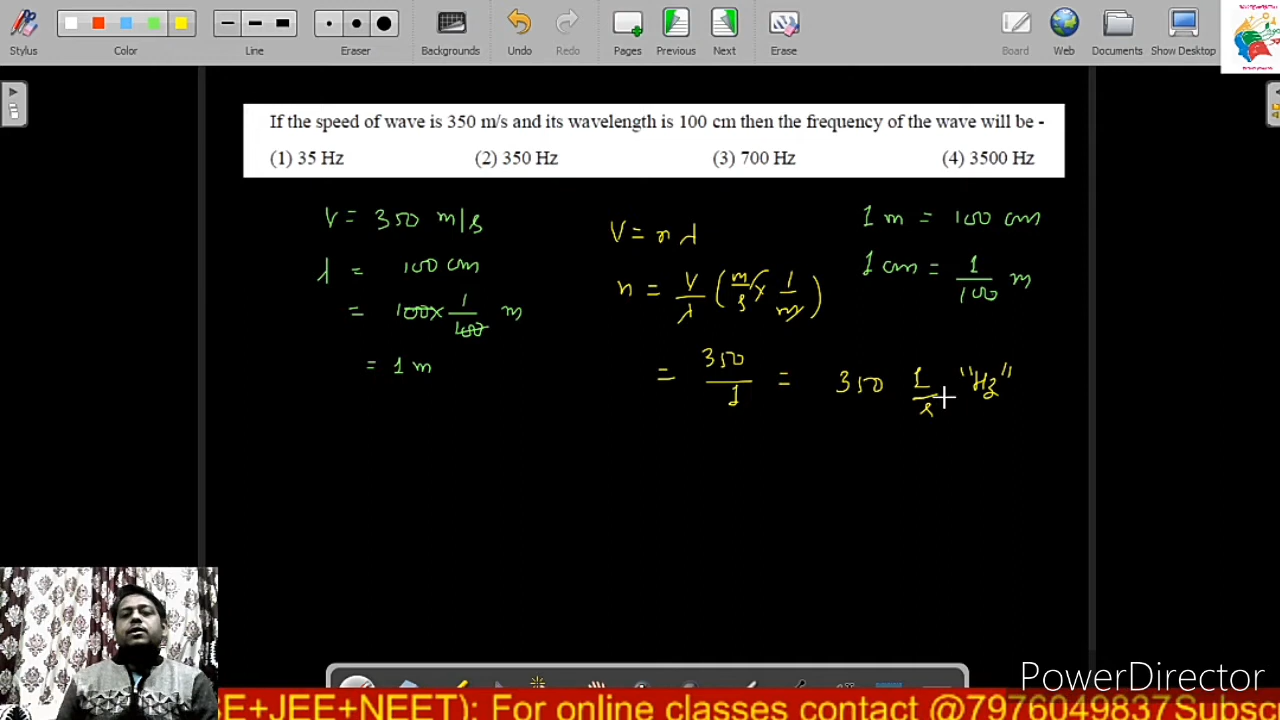 Stylus
Color
Line
Eraser
Backgrounds
Undo
Redo
Pages
Previous
Next
Erase
Board
Web
Documents
Show Desktop
If the speed of wave is 350 m/s and its wavelength is 100 cm then the frequency of the wave will be -
(1) 35 Hz (2) 350 Hz (3) 700 Hz (4) 3500 Hz
V = 350 m/s
λ = 100 cm
= 100 × 1/100 m
= 1 m
V = n λ
n = V/λ (m/s × 1/m)
= 350/1 = 350 1/s "Hz"
1 m = 100 cm
1 cm = 1/100 m
PowerDirector
SE+JEE+NEET): For online classes contact @7976049837Subsc